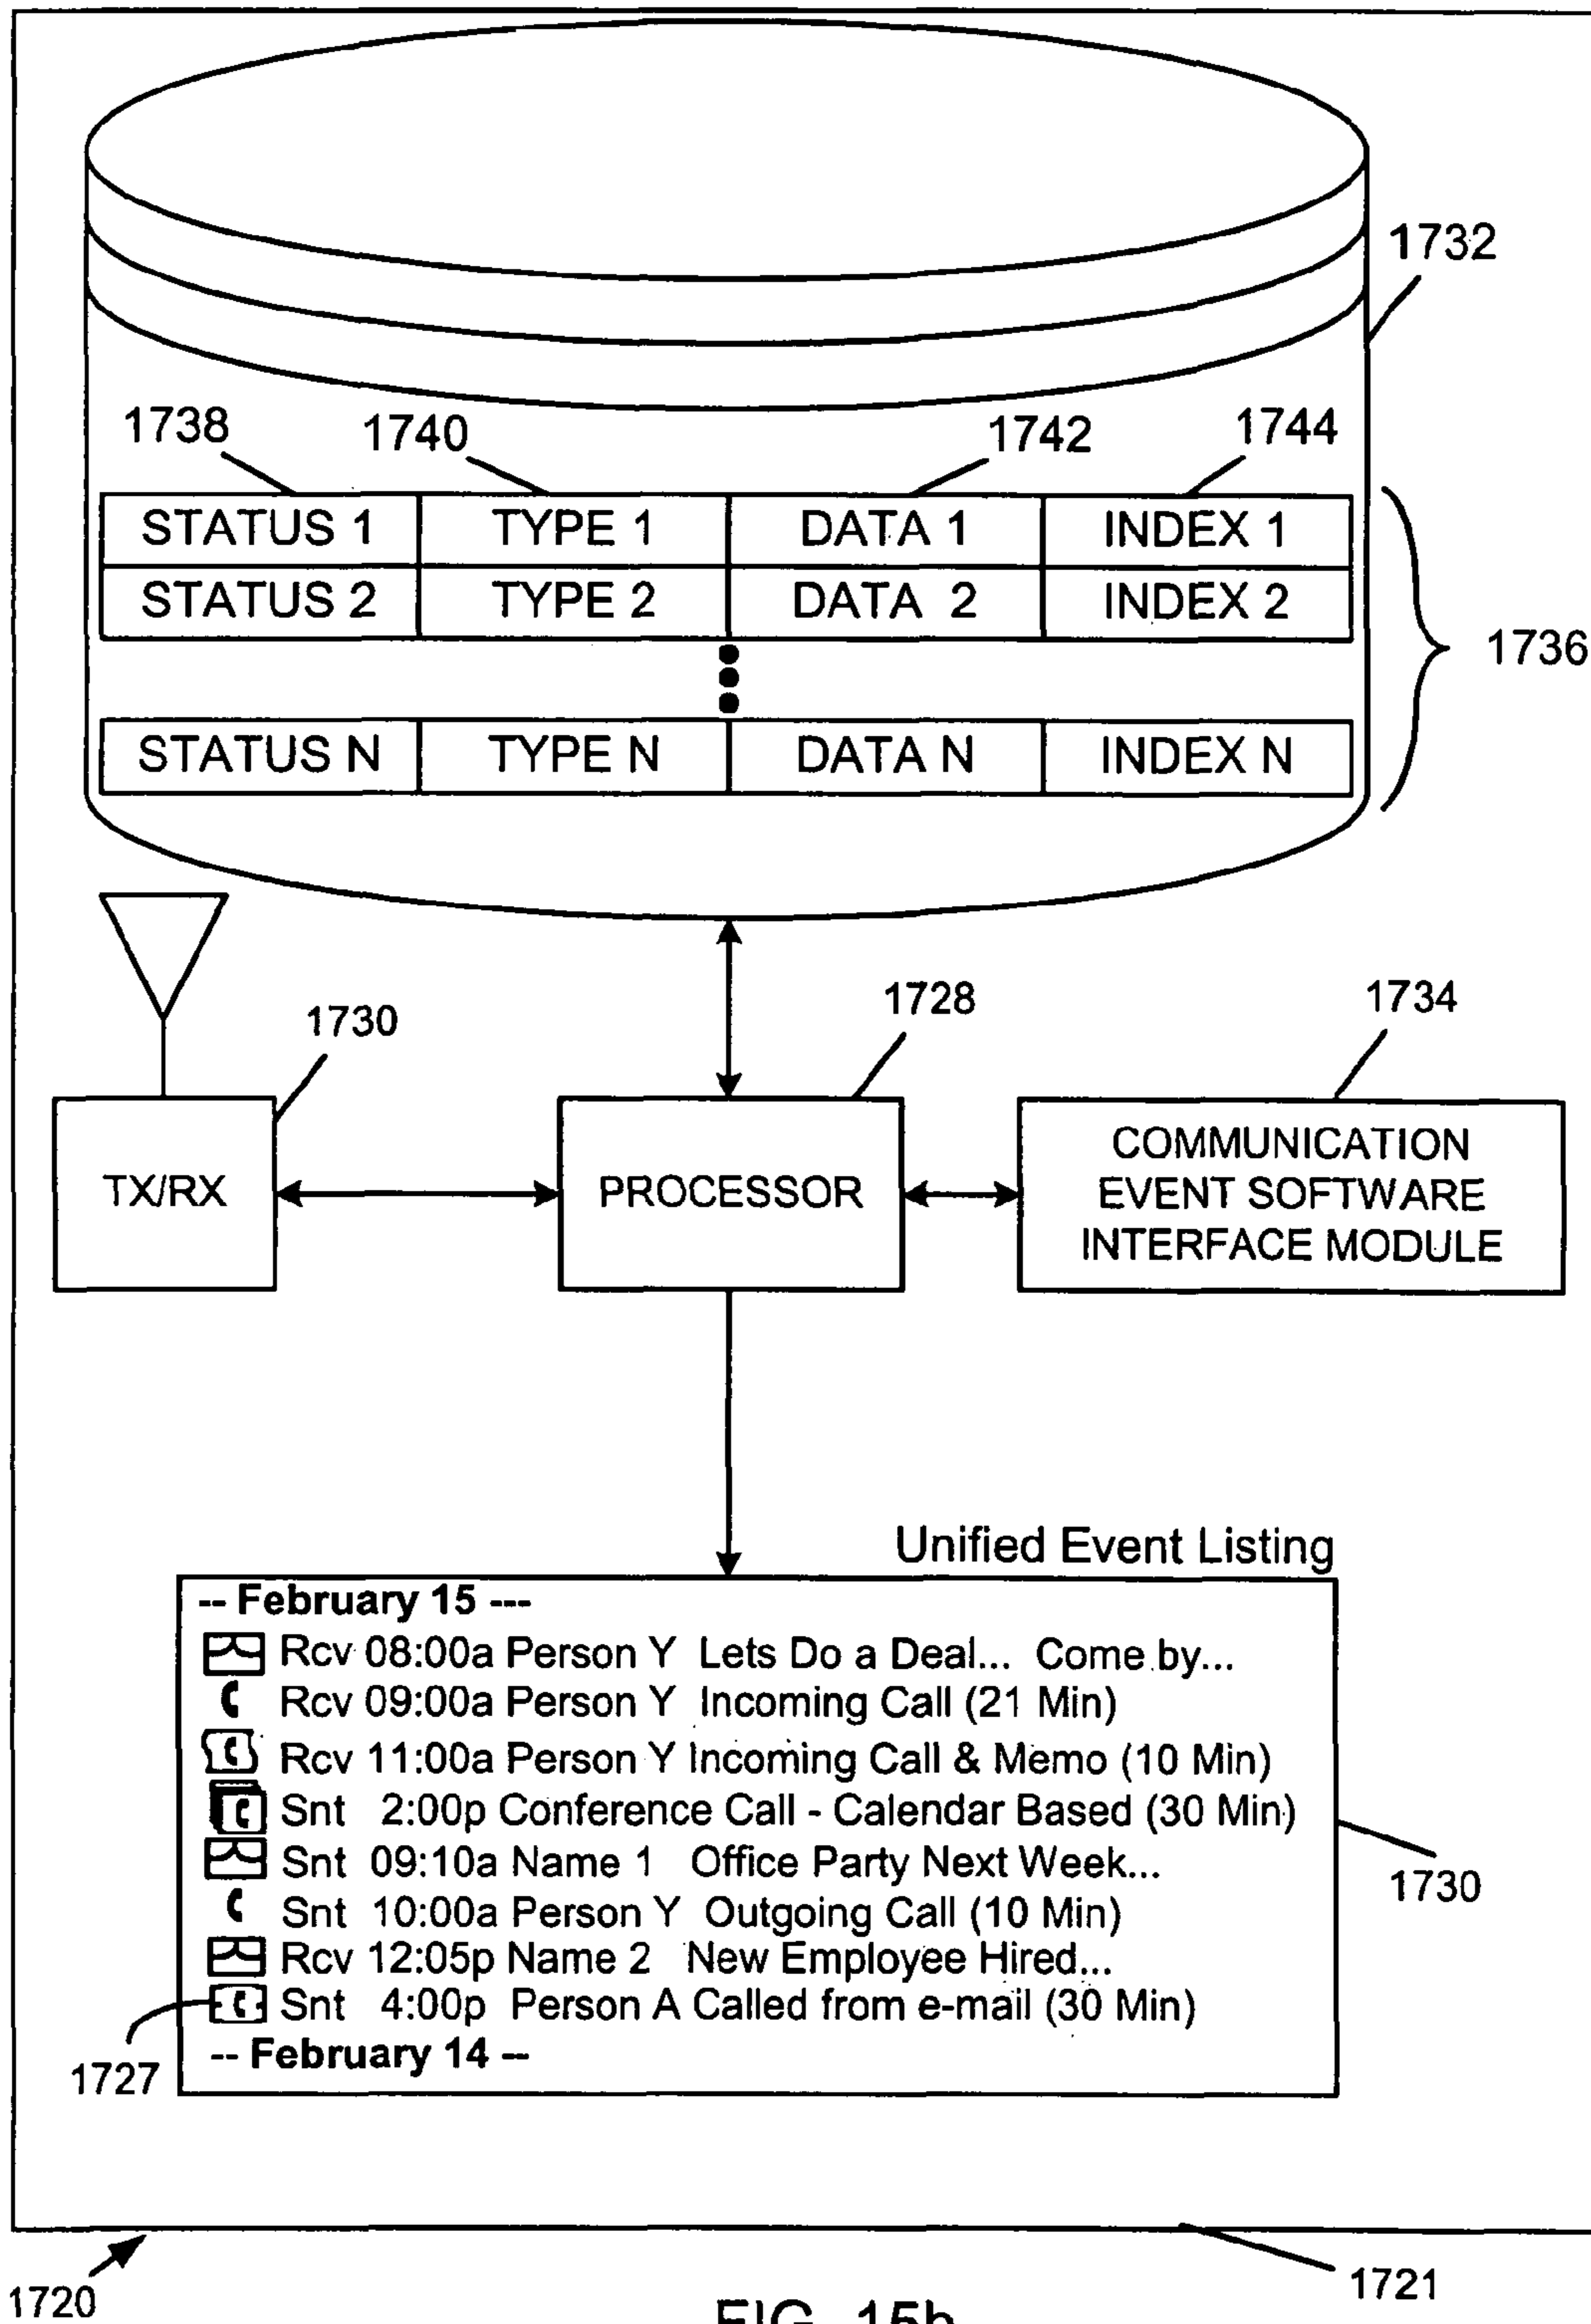 1732
1738 1740 1742 1744
STATUS 1 TYPE 1 DATA 1 INDEX 1
STATUS 2 TYPE 2 DATA 2 INDEX 2
1736
STATUS N TYPE N DATA N INDEX N
1730 1728 1734
TX/RX
PROCESSOR
COMMUNICATION
EVENT SOFTWARE
INTERFACE MODULE
Unified Event Listing
-- February 15 ---
Rcv 08:00a Person Y Lets Do a Deal... Come by...
Rcv 09:00a Person Y Incoming Call (21 Min)
Rcv 11:00a Person Y Incoming Call & Memo (10 Min)
Snt 2:00p Conference Call - Calendar Based (30 Min)
Snt 09:10a Name 1 Office Party Next Week...
Snt 10:00a Person Y Outgoing Call (10 Min)
Rcv 12:05p Name 2 New Employee Hired...
Snt 4:00p Person A Called from e-mail (30 Min)
-- February 14 --
1730
1727
1720
1721
FIG. 15b